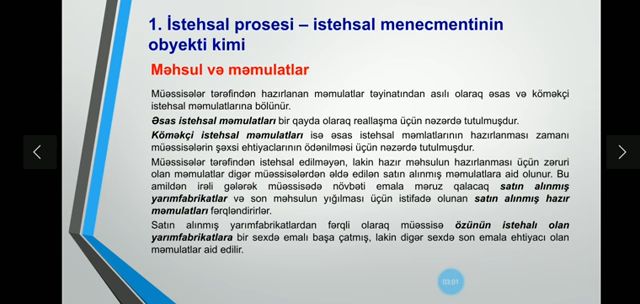 1. İstehsal prosesi – istehsal menecmentinin
obyekti kimi
Məhsul və məmulatlar
Müəssisələr tərəfindən hazırlanan məmulatlar təyinatından asılı olaraq əsas və köməkçi
istehsal məmulatlarına bölünür.
Əsas istehsal məmulatları bir qayda olaraq reallaşma üçün nəzərdə tutulmuşdur.
Köməkçi istehsal məmulatları isə əsas istehsal məmlatlarının hazırlanması zamanı
müəssisələrin şəxsi ehtiyaclarının ödənilməsi üçün nəzərdə tutulmuşdur.
Müəssisələr tərəfindən istehsal edilməyən, lakin hazır məhsulun hazırlanması üçün zəruri
olan məmulatlar digər müəssisələrdən əldə edilən satın alınmış məmulatlara aid olunur. Bu
amildən irəli gələrək müəssisədə növbəti emala məruz qalacaq satın alınmış
yarımfabrikatlar və son məhsulun yığılması üçün istifadə olunan satın alınmış hazır
məmulatları fərqləndirirlər.
Satın alınmış yarımfabrikatlardan fərqli olaraq müəssisə özünün istehalı olan
yarımfabrikatlara bir sexdə emalı başa çatmış, lakin digər sexdə son emala ehtiyacı olan
məmulatlar aid edilir.
03:01